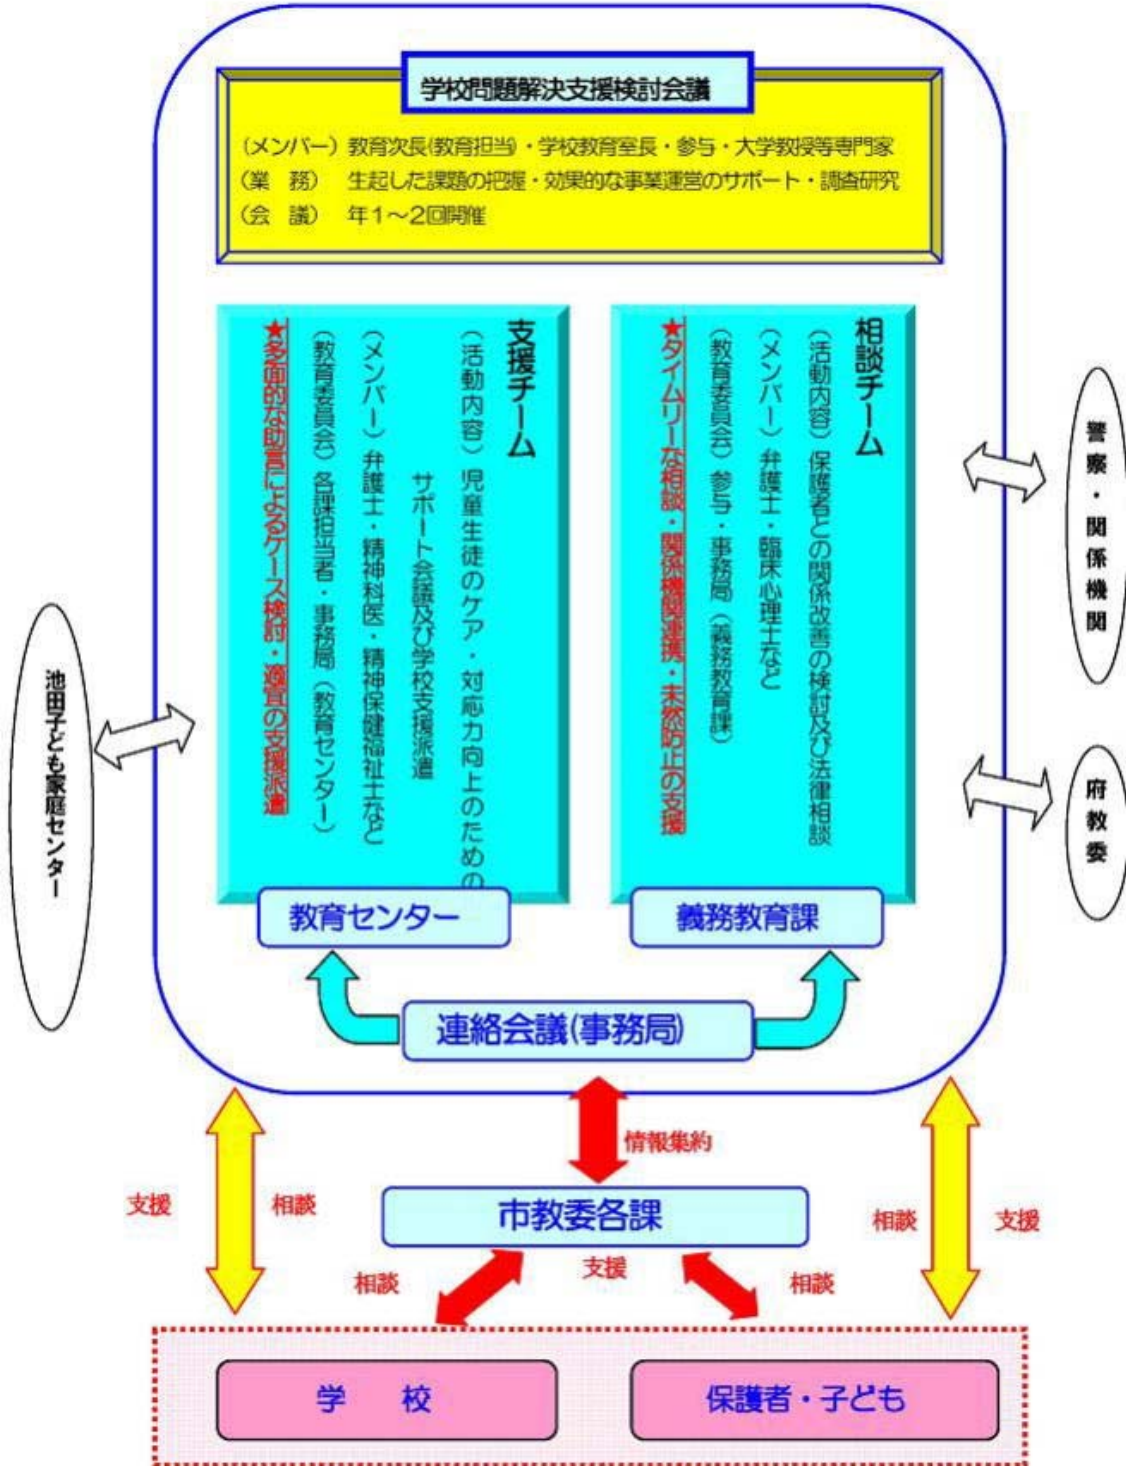 学校問題解決支援検討会議
(メンバー) 教育次長(教育担当)・学校教育室長・参与・大学教授等専門家
(業　務)　生起した課題の把握・効果的な事業運営のサポート・調査研究
(会　議)　年1〜2回開催
相談チーム
(活動内容) 保護者との関係改善の検討及び法律相談
(メンバー) 弁護士・臨床心理士など
(教育委員会) 参与・事務局 (義務教育課)
★タイムリーな相談・関係機関連携・未然防止の支援
義務教育課
支援チーム
(活動内容) 児童生徒のケア・対応力向上のための
サポート会議及び学校支援派遣
(メンバー) 弁護士・精神科医・精神保健福祉士など
(教育委員会) 各課担当者・事務局 (教育センター)
★多面的な助言によるケース検討・適宜の支援派遣
教育センター
警察・関係機関
府教委
池田子ども家庭センター
連絡会議(事務局)
情報集約
市教委各課
支援
相談
相談
支援
相談
支援
相談
学　校
保護者・子ども